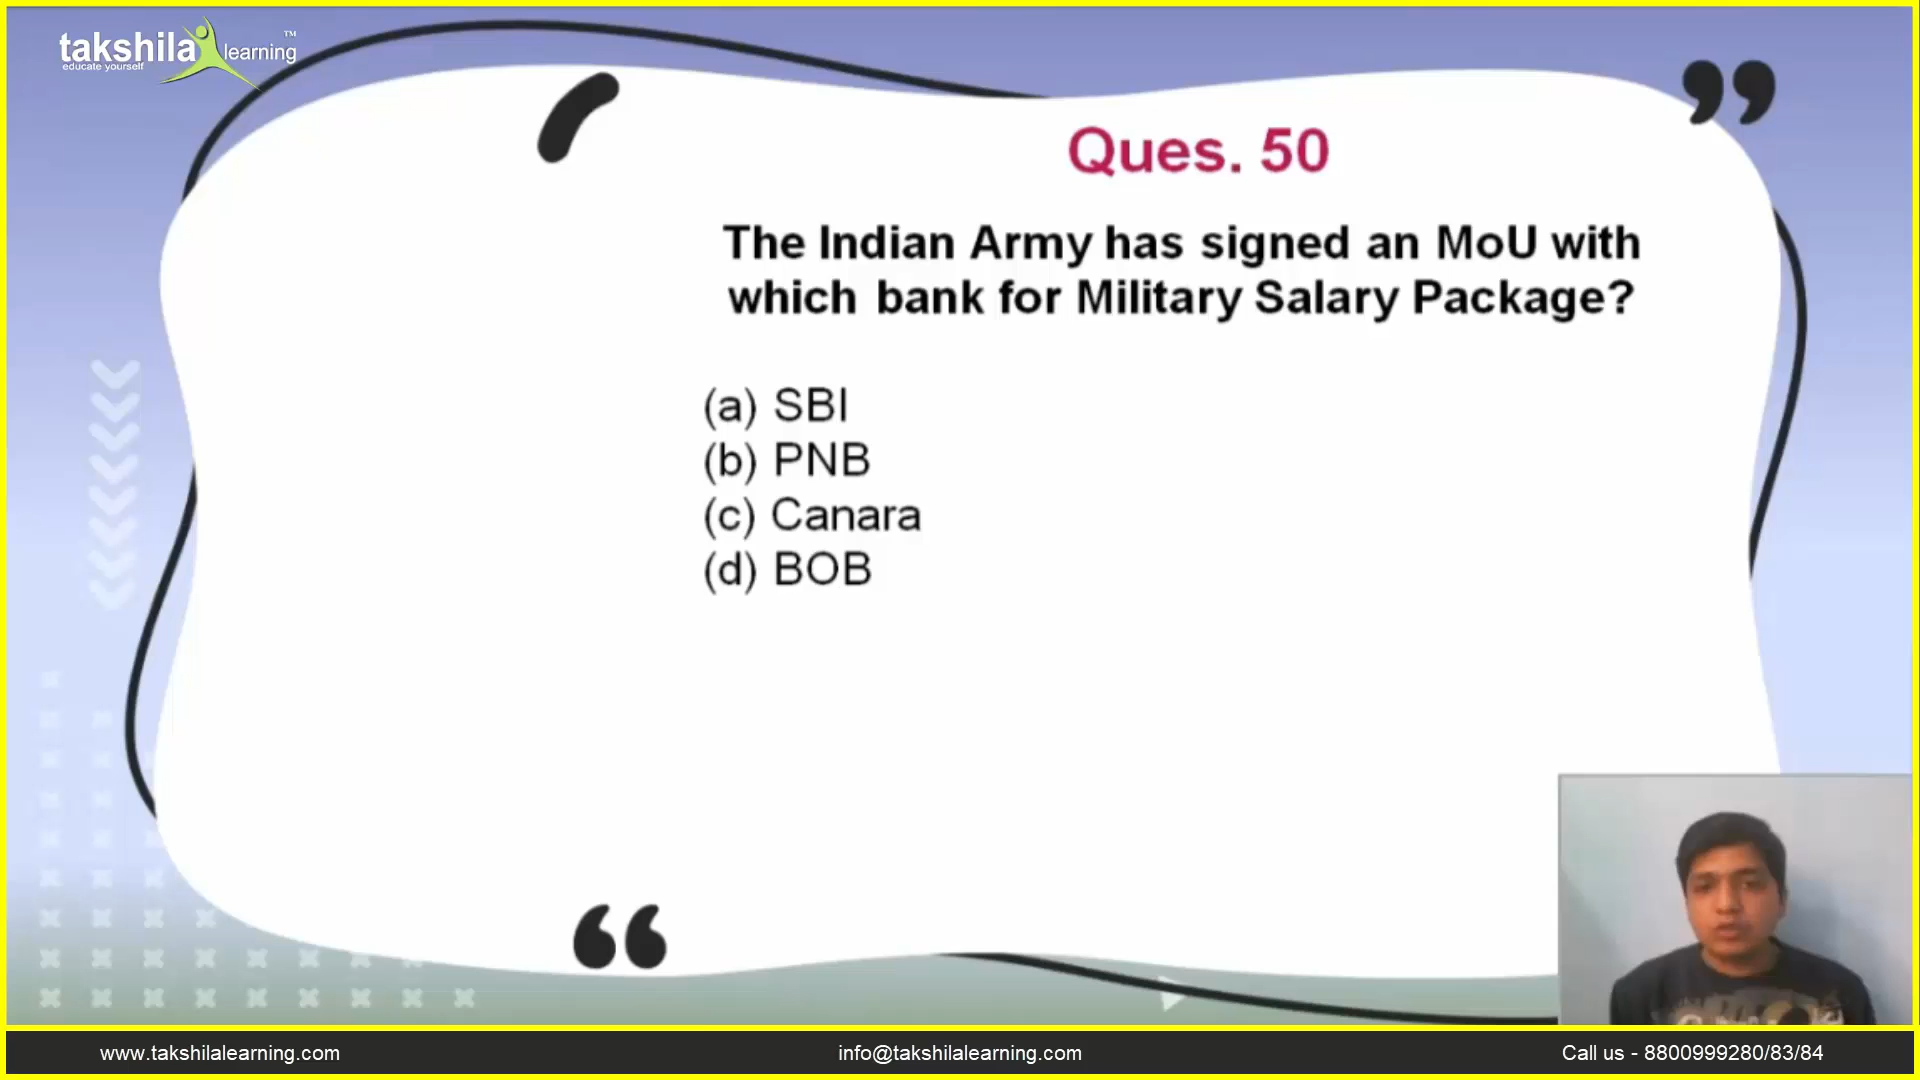 takshila learning™
educate yourself
Ques. 50
The Indian Army has signed an MoU with
which bank for Military Salary Package?
(a) SBI
(b) PNB
(c) Canara
(d) BOB
www.takshilalearning.com
info@takshilalearning.com
Call us - 8800999280/83/84